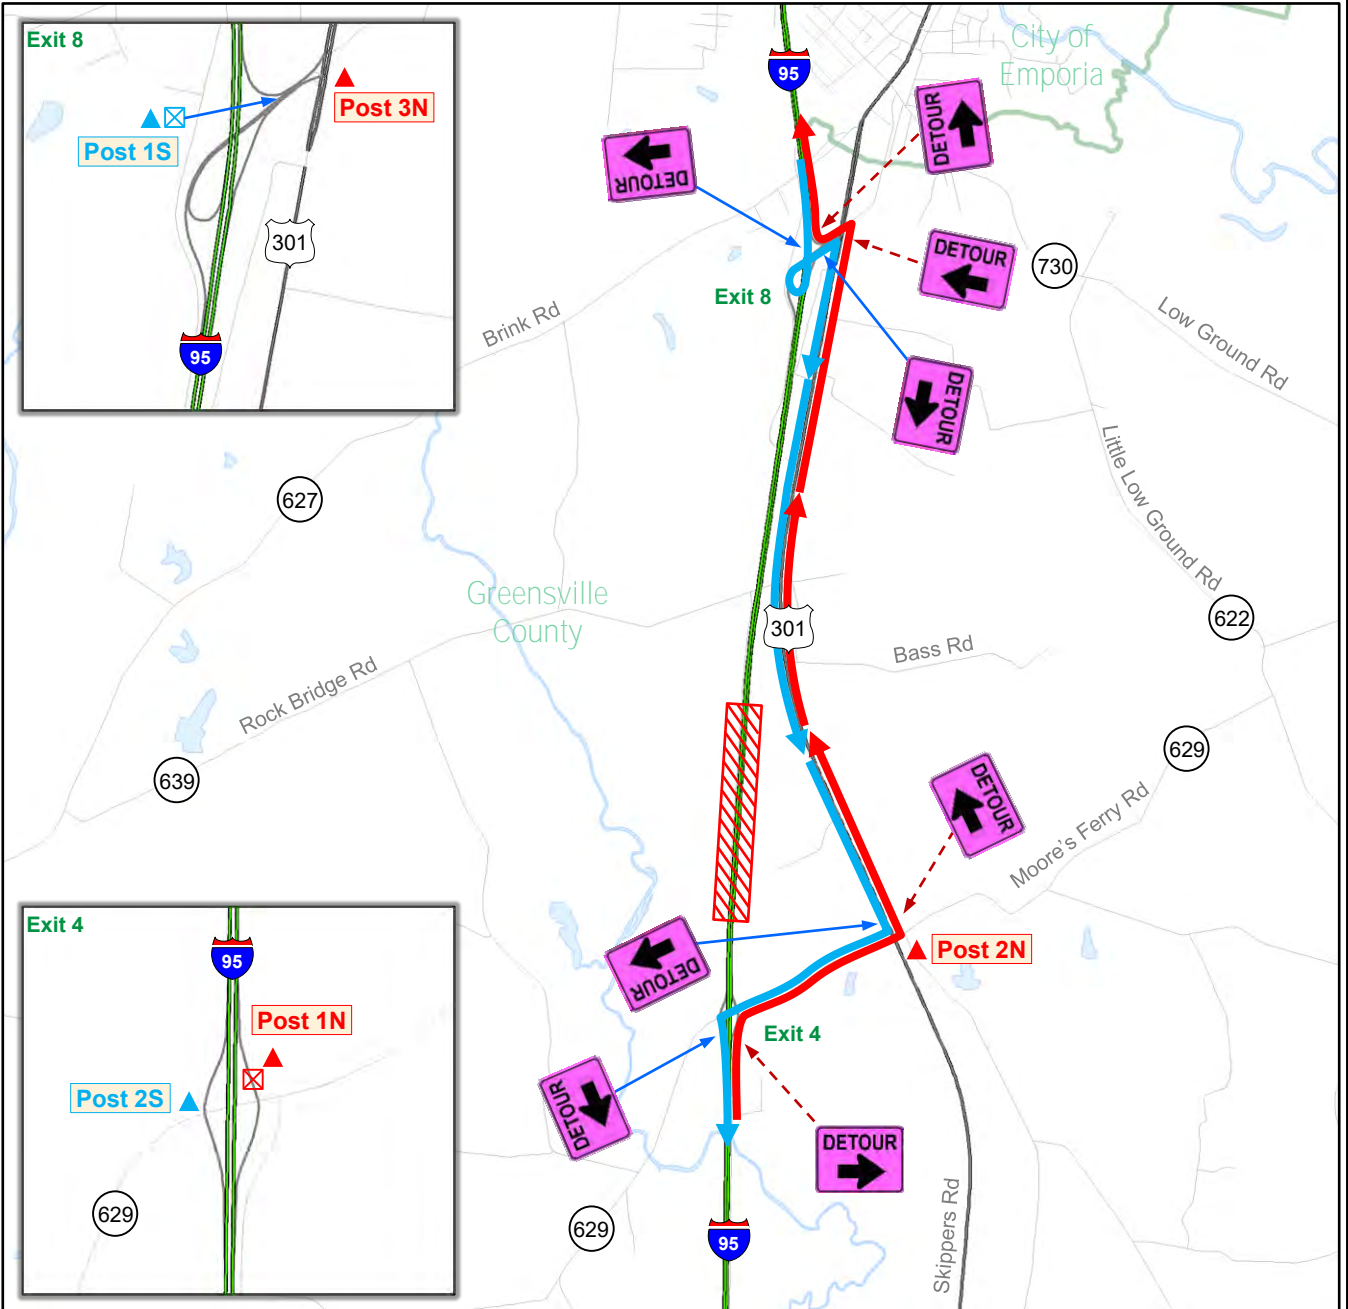 Exit 8
Post 1S
Post 3N
301
95
95
City of
Emporia
DETOUR
DETOUR
DETOUR
730
Exit 8
Brink Rd
Low Ground Rd
DETOUR
Little Low Ground Rd
627
Greensville
County
301
622
Bass Rd
Rock Bridge Rd
629
639
DETOUR
Moore's Ferry Rd
Post 2N
DETOUR
Exit 4
DETOUR
DETOUR
Skippers Rd
629
95
Exit 4
95
Post 1N
Post 2S
629